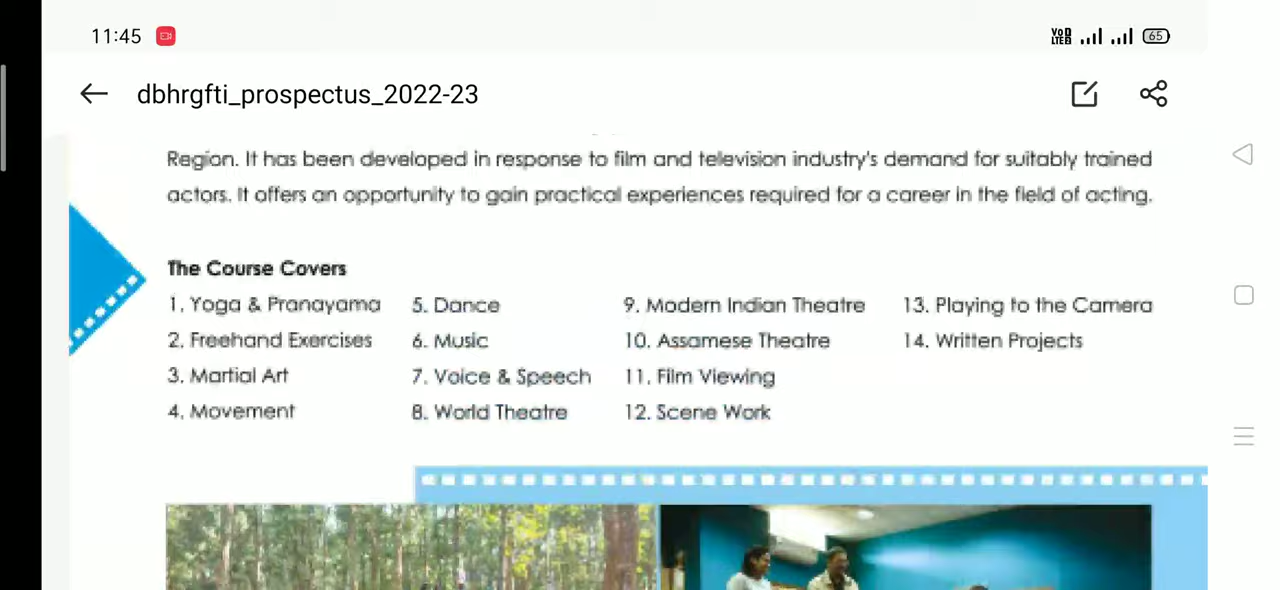 11:45
VoD LTE 65
dbhrgfti_prospectus_2022-23
Region. It has been developed in response to film and television industry's demand for suitably trained
actors. It offers an opportunity to gain practical experiences required for a career in the field of acting.
The Course Covers
1. Yoga & Pranayama
2. Freehand Exercises
3. Martial Art
4. Movement
5. Dance
6. Music
7. Voice & Speech
8. World Theatre
9. Modern Indian Theatre
10. Assamese Theatre
11. Film Viewing
12. Scene Work
13. Playing to the Camera
14. Written Projects